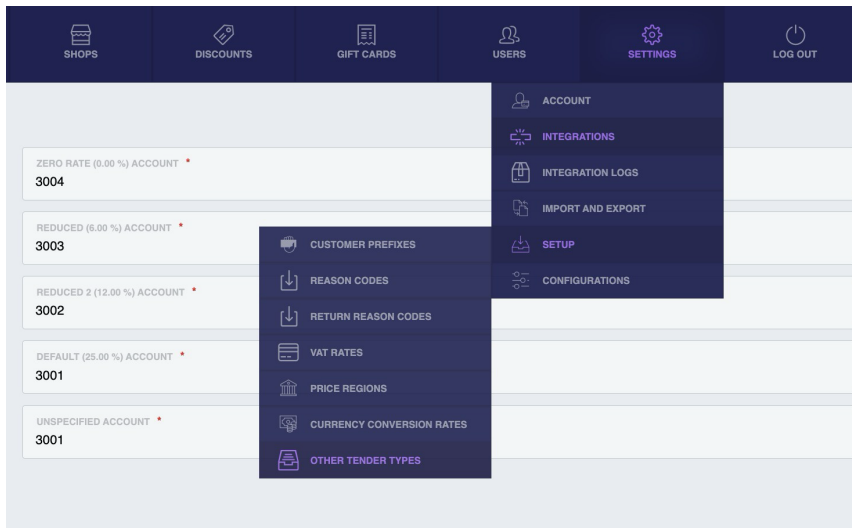 SHOPS
DISCOUNTS
GIFT CARDS
USERS
SETTINGS
LOG OUT
ACCOUNT
INTEGRATIONS
INTEGRATION LOGS
IMPORT AND EXPORT
SETUP
CONFIGURATIONS
CUSTOMER PREFIXES
REASON CODES
RETURN REASON CODES
VAT RATES
PRICE REGIONS
CURRENCY CONVERSION RATES
OTHER TENDER TYPES
ZERO RATE (0.00 %) ACCOUNT *
3004
REDUCED (6.00 %) ACCOUNT *
3003
REDUCED 2 (12.00 %) ACCOUNT *
3002
DEFAULT (25.00 %) ACCOUNT *
3001
UNSPECIFIED ACCOUNT *
3001